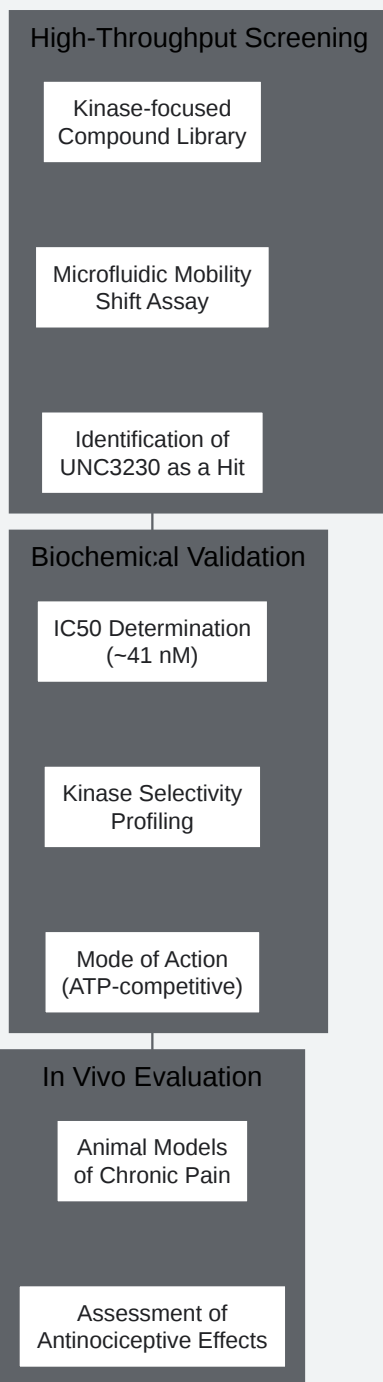 High-Throughput Screening
Kinase-focused
Compound Library
Microfluidic Mobility
Shift Assay
Identification of
UNC3230 as a Hit
Biochemical Validation
IC50 Determination
(~41 nM)
Kinase Selectivity
Profiling
Mode of Action
(ATP-competitive)
In Vivo Evaluation
Animal Models
of Chronic Pain
Assessment of
Antinociceptive Effects